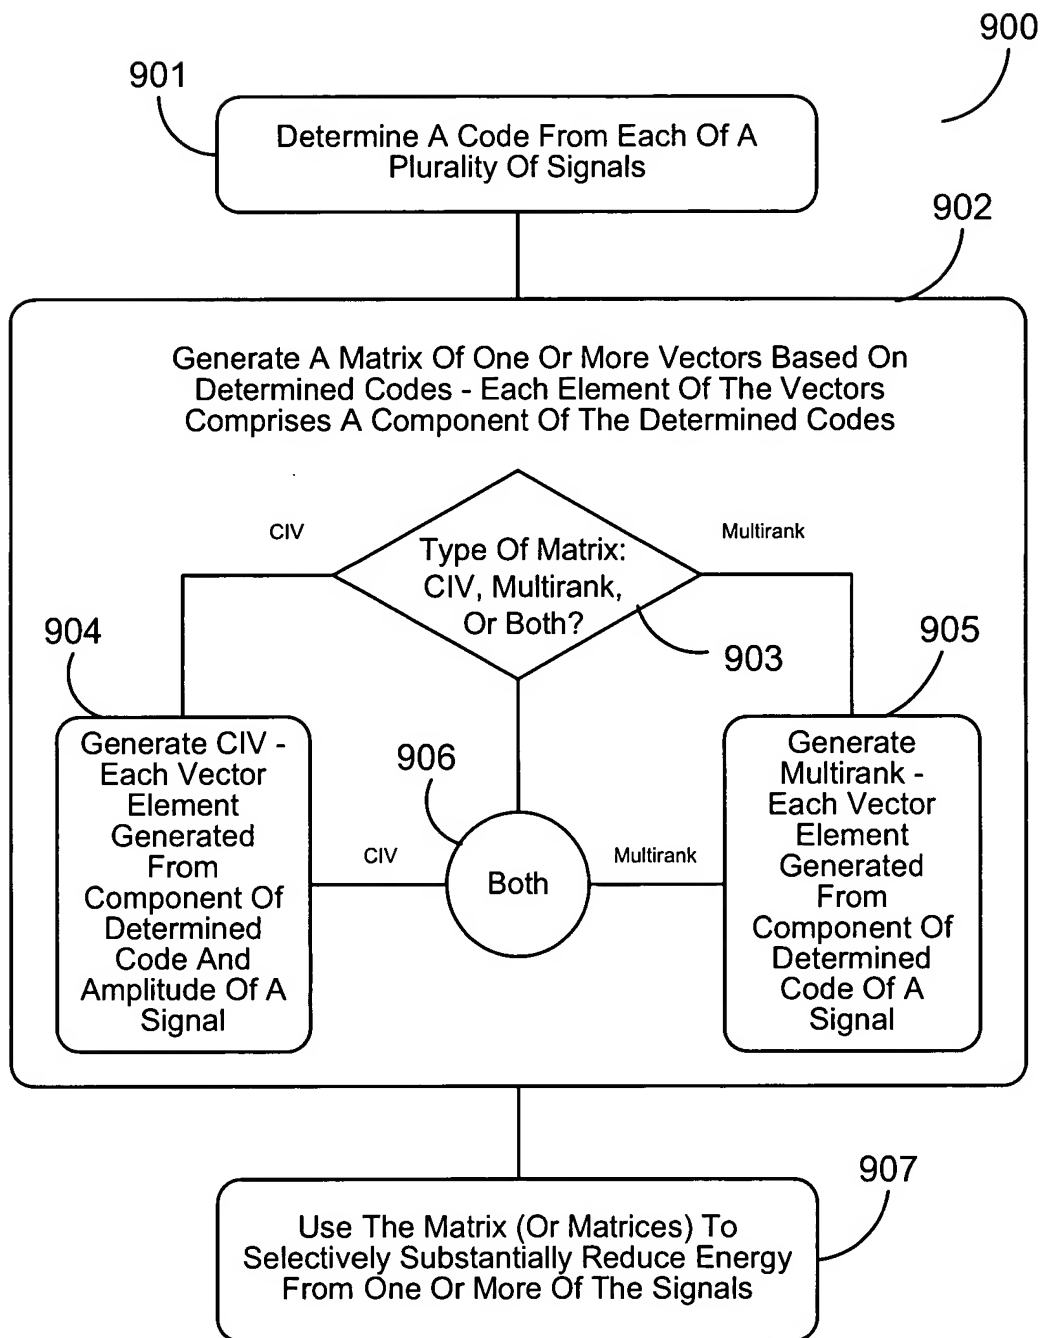 900
901
Determine A Code From Each Of A
Plurality Of Signals
902
Generate A Matrix Of One Or More Vectors Based On
Determined Codes - Each Element Of The Vectors
Comprises A Component Of The Determined Codes
CIV
Multirank
Type Of Matrix:
CIV, Multirank,
Or Both?
903
904
905
Generate CIV -
Each Vector
Element
Generated
From
Component Of
Determined
Code And
Amplitude Of A
Signal
906
CIV
Both
Multirank
Generate
Multirank -
Each Vector
Element
Generated
From
Component Of
Determined
Code Of A
Signal
907
Use The Matrix (Or Matrices) To
Selectively Substantially Reduce Energy
From One Or More Of The Signals